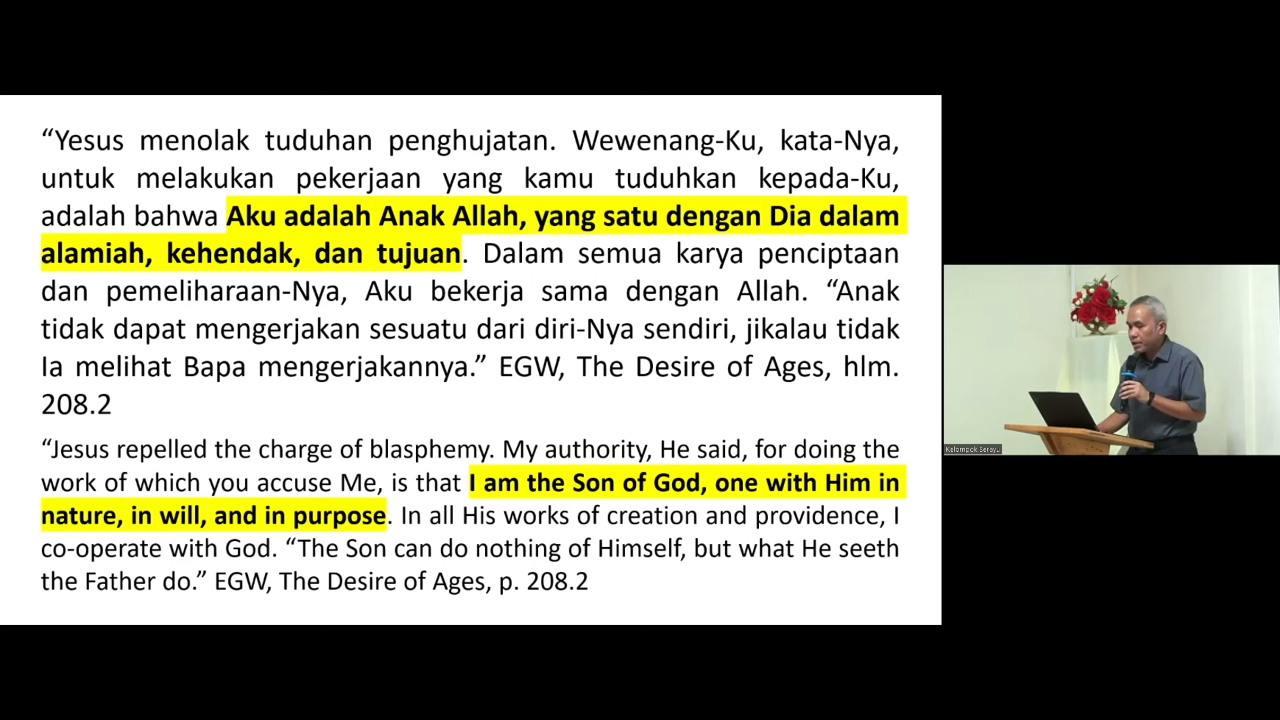 “Yesus menolak tuduhan penghujatan. Wewenang-Ku, kata-Nya,
untuk melakukan pekerjaan yang kamu tuduhkan kepada-Ku,
adalah bahwa Aku adalah Anak Allah, yang satu dengan Dia dalam
alamiah, kehendak, dan tujuan. Dalam semua karya penciptaan
dan pemeliharaan-Nya, Aku bekerja sama dengan Allah. “Anak
tidak dapat mengerjakan sesuatu dari diri-Nya sendiri, jikalau tidak
Ia melihat Bapa mengerjakannya.” EGW, The Desire of Ages, hlm.
208.2
“Jesus repelled the charge of blasphemy. My authority, He said, for doing the
work of which you accuse Me, is that I am the Son of God, one with Him in
nature, in will, and in purpose. In all His works of creation and providence, I
co-operate with God. “The Son can do nothing of Himself, but what He seeth
the Father do.” EGW, The Desire of Ages, p. 208.2
Kelompok Serayu